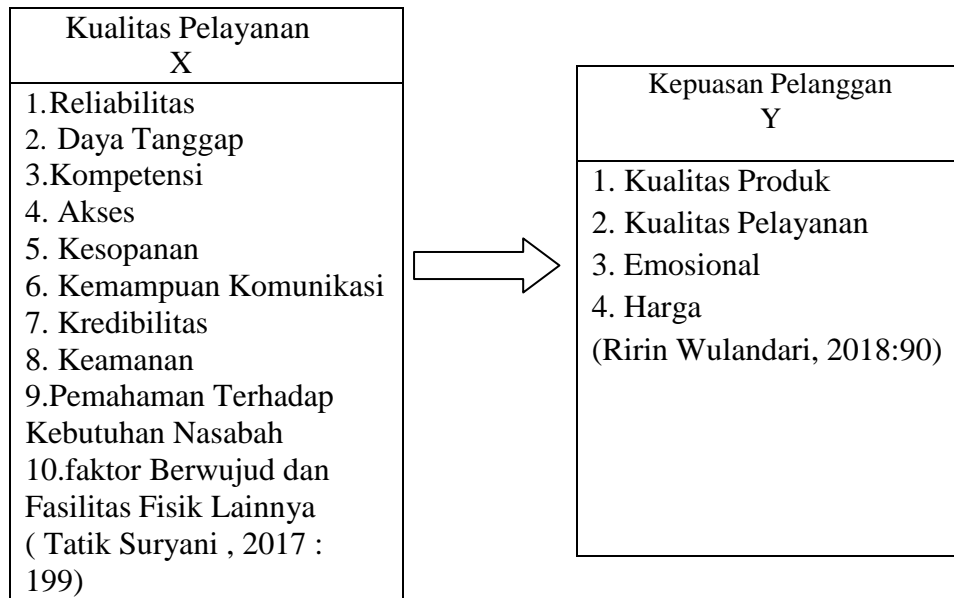 Kualitas Pelayanan
X
1.Reliabilitas
2. Daya Tanggap
3.Kompetensi
4. Akses
5. Kesopanan
6. Kemampuan Komunikasi
7. Kredibilitas
8. Keamanan
9.Pemahaman Terhadap
Kebutuhan Nasabah
10.faktor Berwujud dan
Fasilitas Fisik Lainnya
( Tatik Suryani , 2017 :
199)
Kepuasan Pelanggan
Y
1. Kualitas Produk
2. Kualitas Pelayanan
3. Emosional
4. Harga
(Ririn Wulandari, 2018:90)